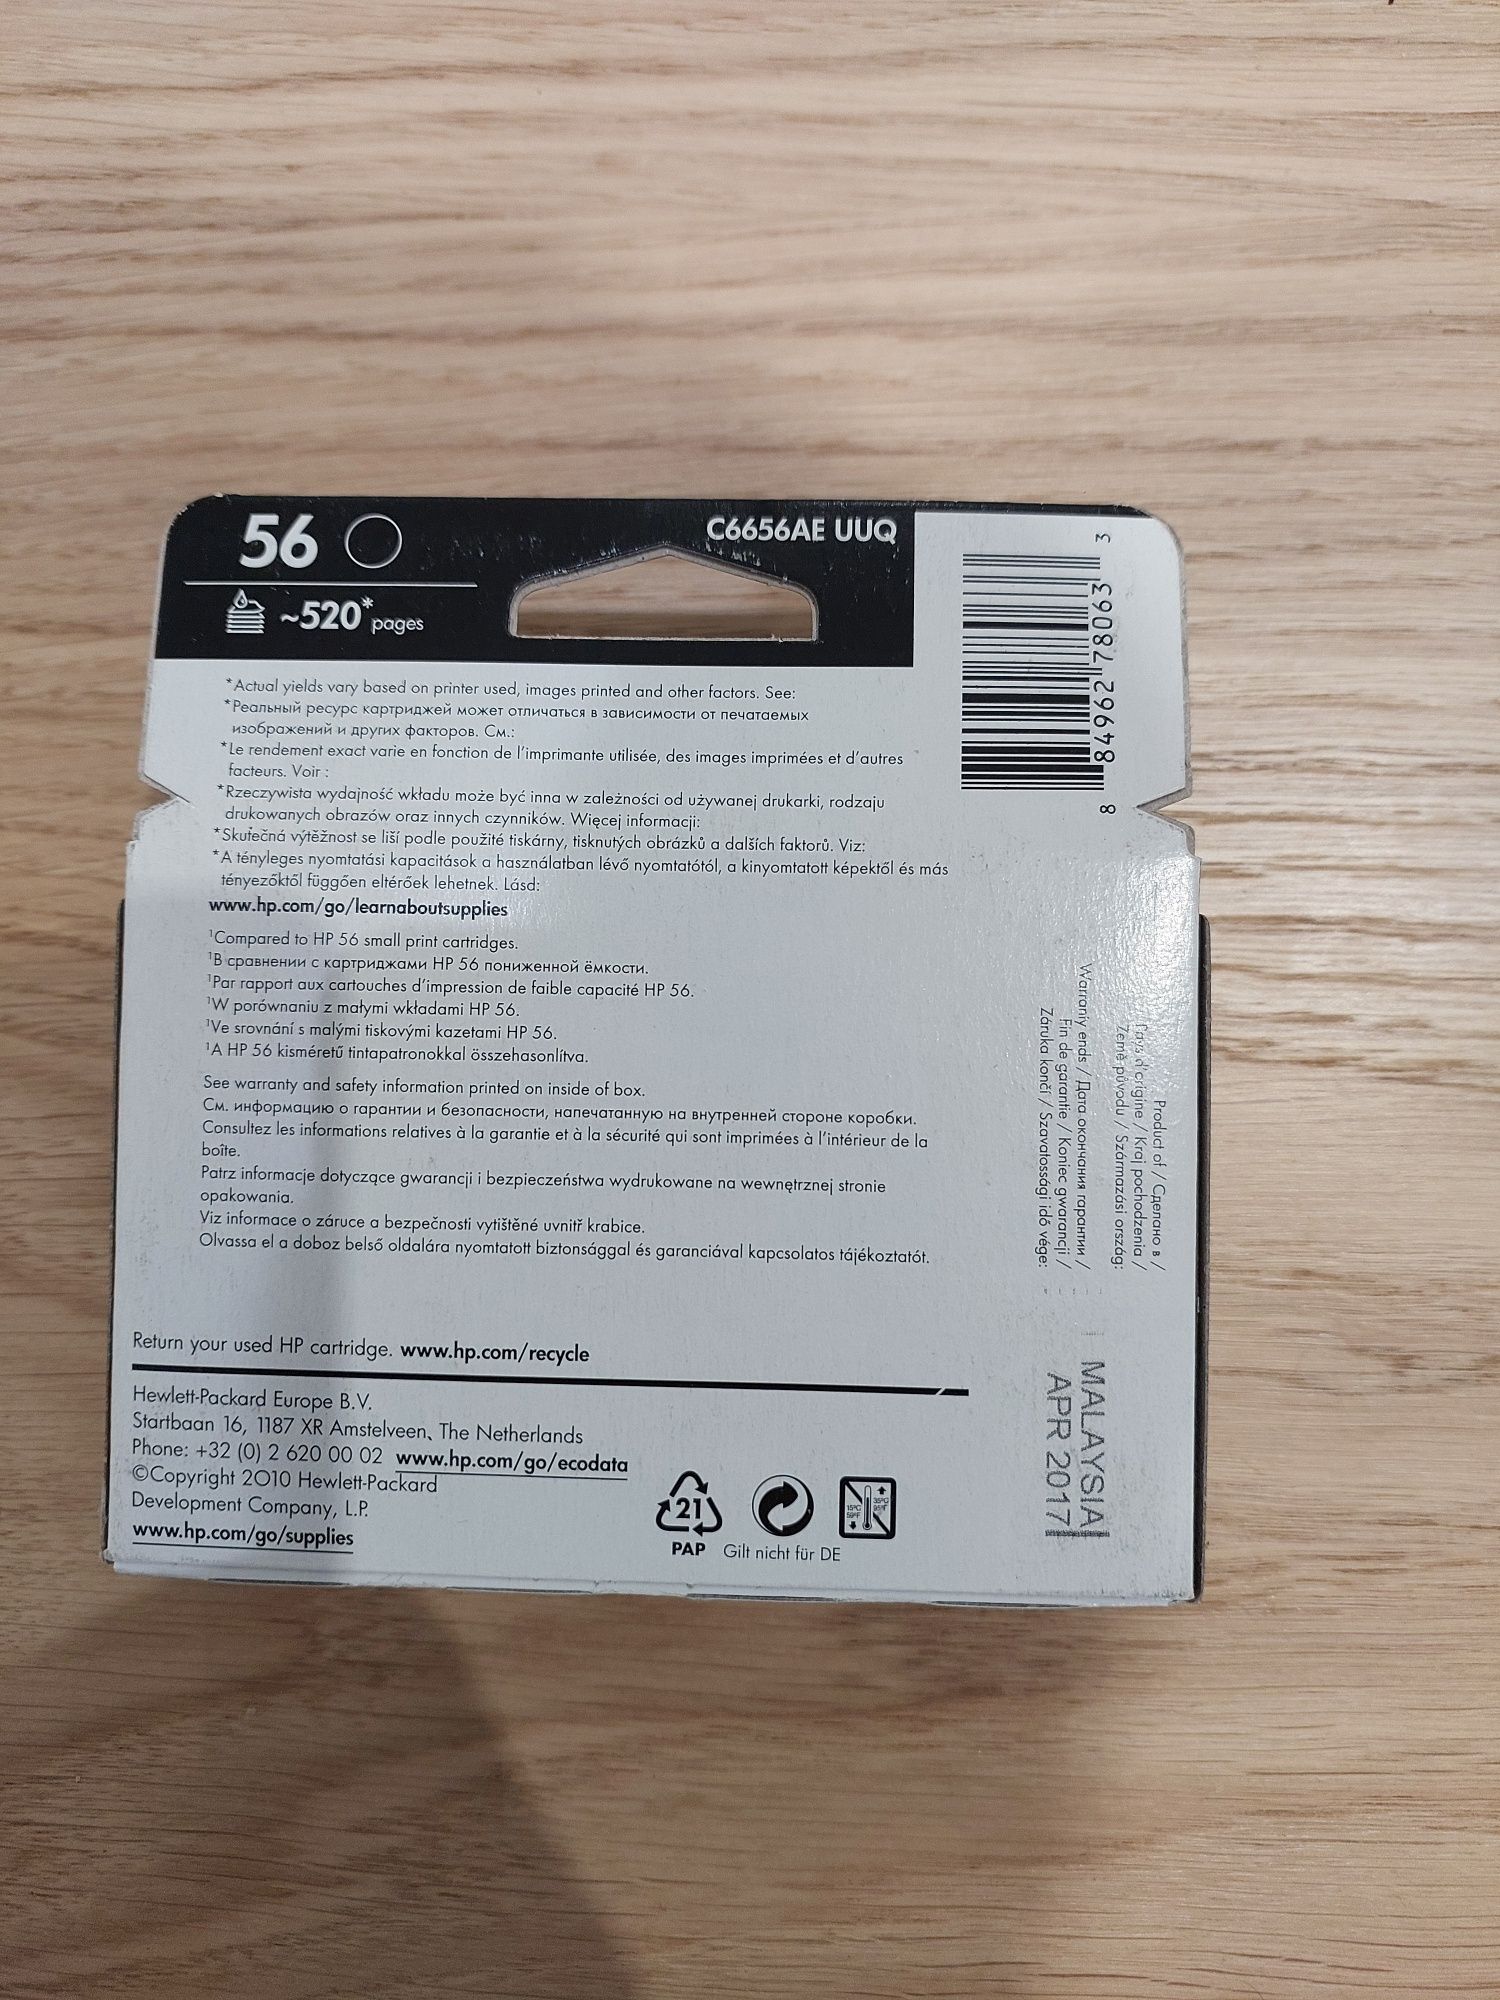 56
C6656AE UUQ
~520* pages
8 84962 78063 3
*Actual yields vary based on printer used, images printed and other factors. See:
*Реальный ресурс картриджей может отличаться в зависимости от печатаемых
изображений и других факторов. См.:
*Le rendement exact varie en fonction de l'imprimante utilisée, des images imprimées et d'autres
facteurs. Voir :
*Rzeczywista wydajność wkładu może być inna w zależności od używanej drukarki, rodzaju
drukowanych obrazów oraz innych czynników. Więcej informacji:
*Skutečná výtěžnost se liší podle použité tiskárny, tisknutých obrázků a dalších faktorů. Viz:
*A tényleges nyomtatási kapacitások a használatban lévő nyomtatótól, a kinyomtatott képektől és más
tényezőktől függően eltérőek lehetnek. Lásd:
www.hp.com/go/learnaboutsupplies
¹Compared to HP 56 small print cartridges.
¹В сравнении с картриджами HP 56 пониженной ёмкости.
¹Par rapport aux cartouches d'impression de faible capacité HP 56.
¹W porównaniu z małymi wkładami HP 56.
¹Ve srovnání s malými tiskovými kazetami HP 56.
¹A HP 56 kisméretű tintapatronokkal összehasonlítva.
See warranty and safety information printed on inside of box.
См. информацию о гарантии и безопасности, напечатанную на внутренней стороне коробки.
Consultez les informations relatives à la garantie et à la sécurité qui sont imprimées à l'intérieur de la
boîte.
Patrz informacje dotyczące gwarancji i bezpieczeństwa wydrukowane na wewnętrznej stronie
opakowania.
Viz informace o záruce a bezpečnosti vytištěné uvnitř krabice.
Olvassa el a doboz belső oldalára nyomtatott biztonsággal és garanciával kapcsolatos tájékoztatót.
Product of / Сделано в /
Pays d'origine / Kraj pochodzenia /
Země původu / Származási ország:
Warranty ends / Дата окончания гарантии /
Fin de garantie / Koniec gwarancji /
Záruka končí / Szavatossági idő vége:
MALAYSIA
APR 2017
Return your used HP cartridge. www.hp.com/recycle
Hewlett-Packard Europe B.V.
Startbaan 16, 1187 XR Amstelveen, The Netherlands
Phone: +32 (0) 2 620 00 02 www.hp.com/go/ecodata
©Copyright 2010 Hewlett-Packard
Development Company, L.P.
www.hp.com/go/supplies
21
PAP
Gilt nicht für DE
15°C
59°F
35°C
95°F